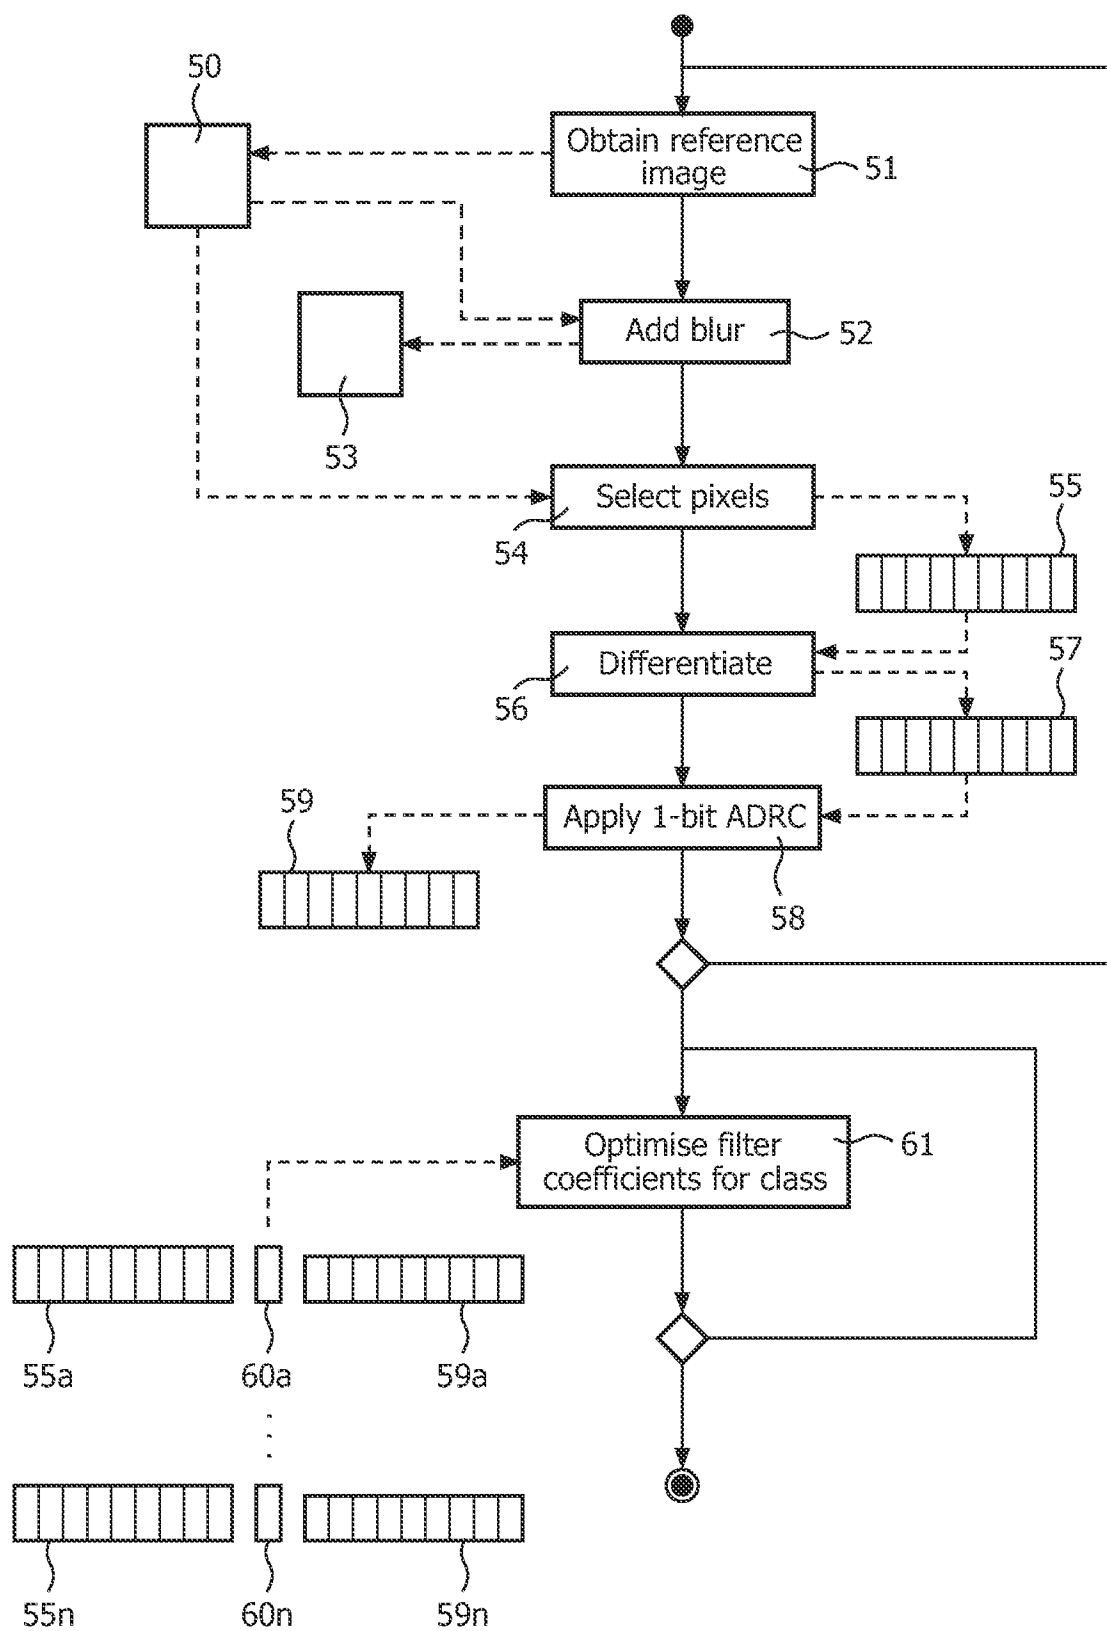 50
Obtain reference
image
51
Add blur
52
53
Select pixels
54
55
Differentiate
56
57
59
Apply 1-bit ADRC
58
Optimise filter
coefficients for class
61
55a
60a
59a
55n
60n
59n